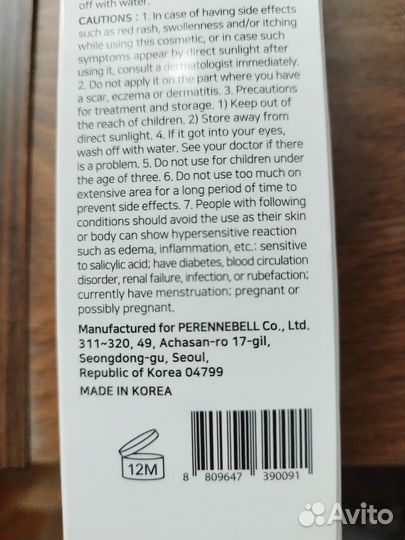 off with water.
CAUTIONS : 1. In case of having side effects
such as red rash, swollenness and/or itching
while using this cosmetic, or in case such
symptoms appear by direct sunlight after
using it, consult a dermatologist immediately.
2. Do not apply it on the part where you have
a scar, eczema or dermatitis. 3. Precautions
for treatment and storage. 1) Keep out of
the reach of children. 2) Store away from
direct sunlight. 4. If it got into your eyes,
wash off with water. See your doctor if there
is a problem. 5. Do not use for children under
the age of three. 6. Do not use too much on
extensive area for a long period of time to
prevent side effects. 7. People with following
conditions should avoid the use as their skin
or body can show hypersensitive reaction
such as edema, inflammation, etc.: sensitive
to salicylic acid; have diabetes, blood circulation
disorder, renal failure, infection, or rubefaction;
currently have menstruation; pregnant or
possibly pregnant.
Manufactured for PERENNEBELL Co., Ltd.
311~320, 49, Achasan-ro 17-gil,
Seongdong-gu, Seoul,
Republic of Korea 04799
MADE IN KOREA
12M
8 809647 390091
Avito